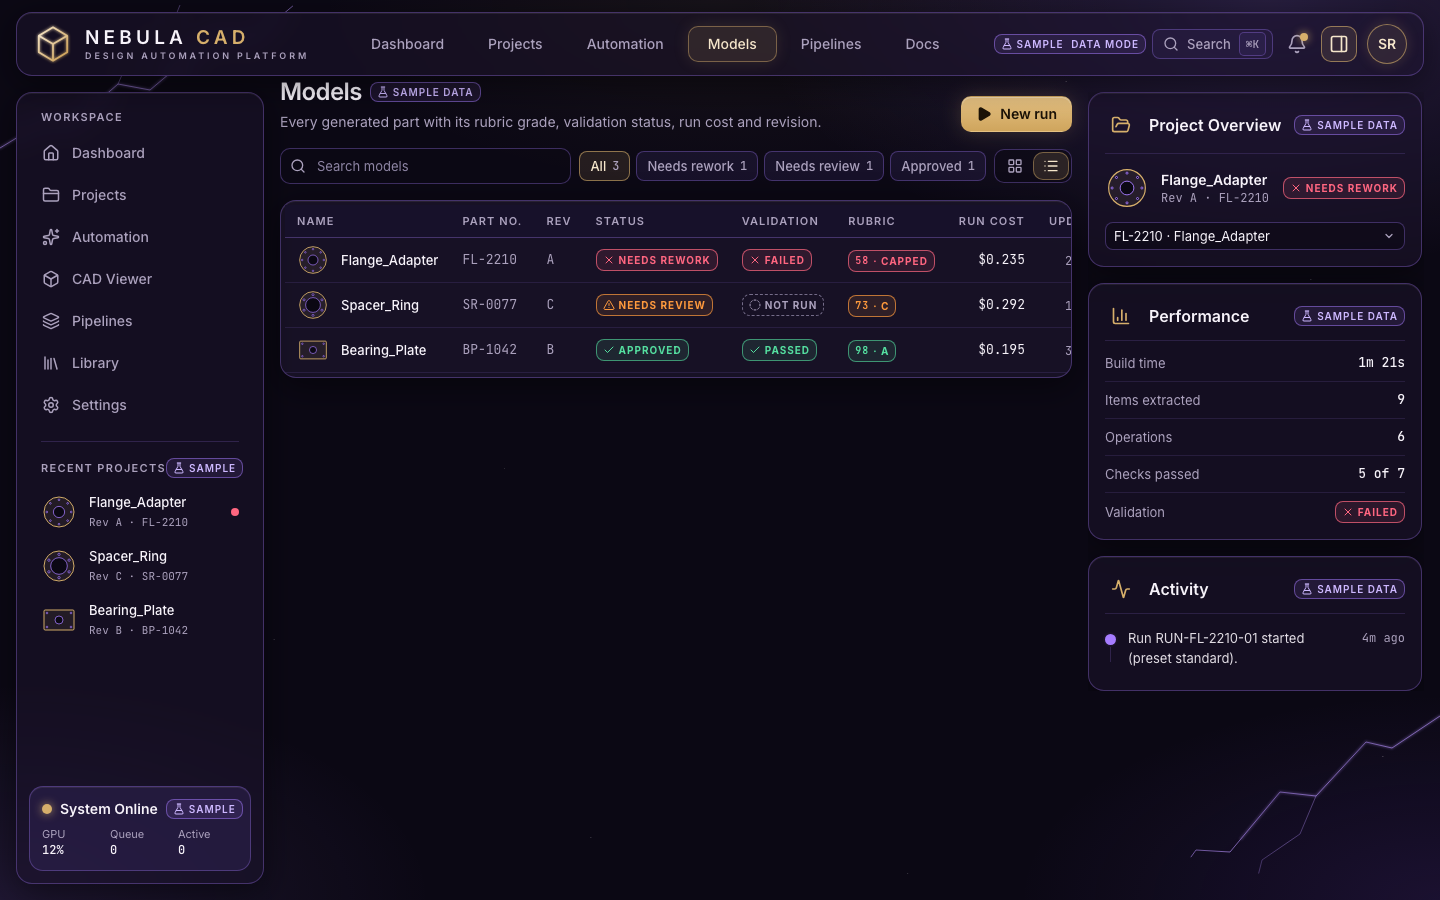 NEBULA CAD
DESIGN AUTOMATION PLATFORM
Dashboard
Projects
Automation
Models
Pipelines
Docs
SAMPLE DATA MODE
Search ⌘K
SR
WORKSPACE
Dashboard
Projects
Automation
CAD Viewer
Pipelines
Library
Settings
RECENT PROJECTS SAMPLE
Flange_Adapter
Rev A · FL-2210
Spacer_Ring
Rev C · SR-0077
Bearing_Plate
Rev B · BP-1042
System Online SAMPLE
GPU Queue Active
12% 0 0
Models SAMPLE DATA
Every generated part with its rubric grade, validation status, run cost and revision.
New run
Search models
All 3
Needs rework 1
Needs review 1
Approved 1
NAME PART NO. REV STATUS VALIDATION RUBRIC RUN COST UPD
Flange_Adapter FL-2210 A NEEDS REWORK FAILED 58 · CAPPED $0.235 2
Spacer_Ring SR-0077 C NEEDS REVIEW NOT RUN 73 · C $0.292 1
Bearing_Plate BP-1042 B APPROVED PASSED 98 · A $0.195 3
Project Overview SAMPLE DATA
Flange_Adapter
Rev A · FL-2210
NEEDS REWORK
FL-2210 · Flange_Adapter
Performance SAMPLE DATA
Build time 1m 21s
Items extracted 9
Operations 6
Checks passed 5 of 7
Validation FAILED
Activity SAMPLE DATA
Run RUN-FL-2210-01 started 4m ago
(preset standard).